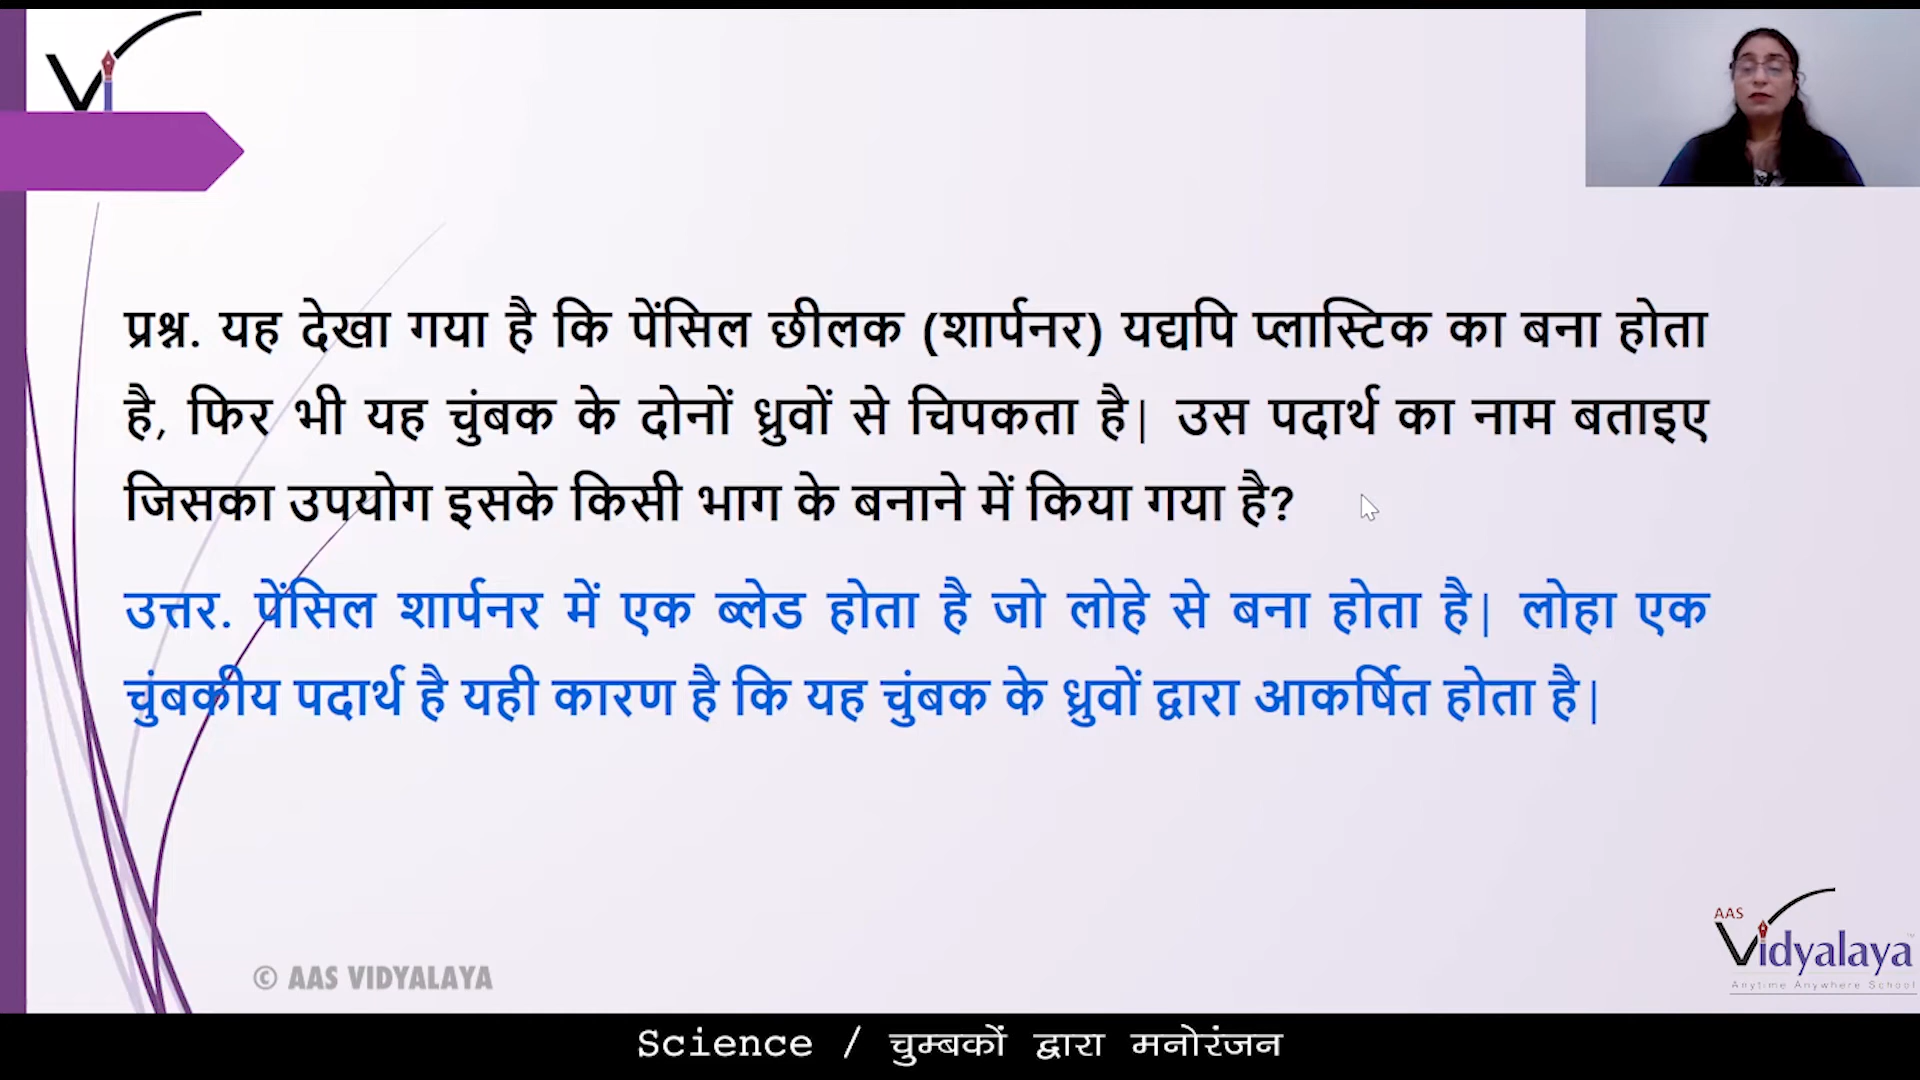 Vi
प्रश्न. यह देखा गया है कि पेंसिल छीलक (शार्पनर) यद्यपि प्लास्टिक का बना होता
है, फिर भी यह चुंबक के दोनों ध्रुवों से चिपकता है| उस पदार्थ का नाम बताइए
जिसका उपयोग इसके किसी भाग के बनाने में किया गया है?
उत्तर. पेंसिल शार्पनर में एक ब्लेड होता है जो लोहे से बना होता है| लोहा एक
चुंबकीय पदार्थ है यही कारण है कि यह चुंबक के ध्रुवों द्वारा आकर्षित होता है|
AAS
Vidyalaya
Anytime Anywhere School
© AAS VIDYALAYA
Science / चुम्बकों द्वारा मनोरंजन